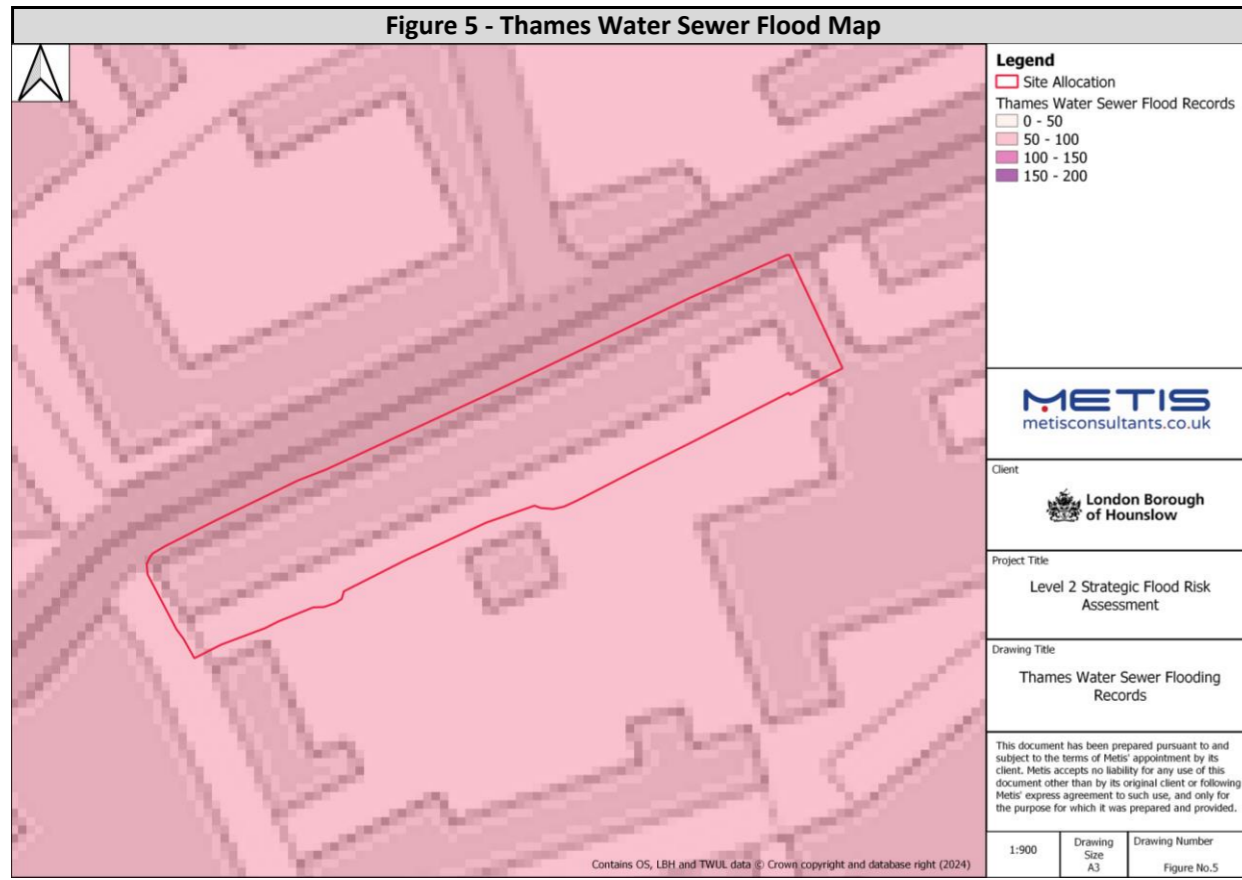 Figure 5 - Thames Water Sewer Flood Map
Legend
Site Allocation
Thames Water Sewer Flood Records
0 - 50
50 - 100
100 - 150
150 - 200
METIS
metisconsultants.co.uk
Client
London Borough
of Hounslow
Project Title
Level 2 Strategic Flood Risk
Assessment
Drawing Title
Thames Water Sewer Flooding
Records
This document has been prepared pursuant to and
subject to the terms of Metis' appointment by its
client. Metis accepts no liability for any use of this
document other than by its original client or following
Metis' express agreement to such use, and only for
the purpose for which it was prepared and provided.
1:900
Drawing
Size
A3
Drawing Number
Figure No.5
Contains OS, LBH and TWUL data © Crown copyright and database right (2024)